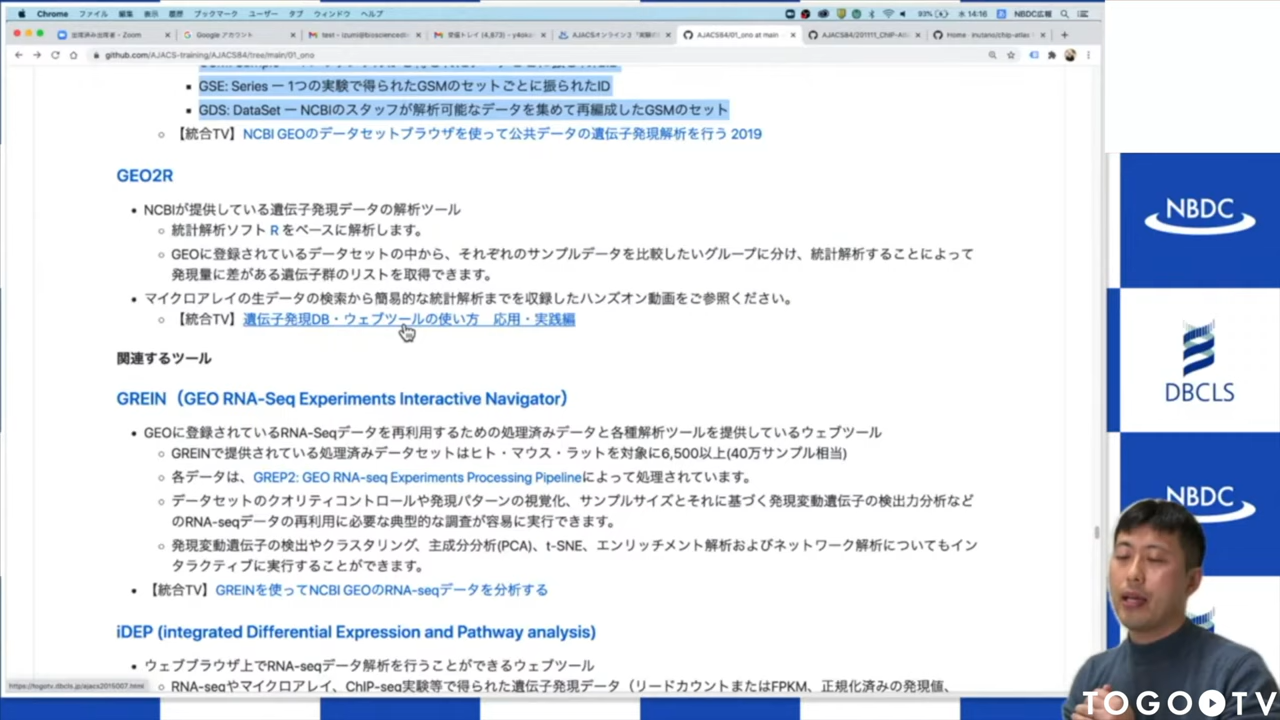 Chrome ファイル 編集 表示 履歴 ブックマーク ユーザー タブ ウィンドウ ヘルプ
93% 水 14:16 NBDC広報
Google アカウント
AJACS84/01_ono at main
github.com/AJACS-training/AJACS84/tree/main/01_ono
GSE: Series ー 1つの実験で得られたGSMのセットごとに振られたID
GDS: DataSet ー NCBIのスタッフが解析可能なデータを集めて再編成したGSMのセット
【統合TV】NCBI GEOのデータセットブラウザを使って公共データの遺伝子発現解析を行う 2019
GEO2R
NCBIが提供している遺伝子発現データの解析ツール
統計解析ソフト R をベースに解析します。
GEOに登録されているデータセットの中から、それぞれのサンプルデータを比較したいグループに分け、統計解析することによって
発現量に差がある遺伝子群のリストを取得できます。
マイクロアレイの生データの検索から簡易的な統計解析までを収録したハンズオン動画をご参照ください。
【統合TV】遺伝子発現DB・ウェブツールの使い方 応用・実践編
関連するツール
GREIN（GEO RNA-Seq Experiments Interactive Navigator）
GEOに登録されているRNA-Seqデータを再利用するための処理済みデータと各種解析ツールを提供しているウェブツール
GREINで提供されている処理済みデータセットはヒト・マウス・ラットを対象に6,500以上(40万サンプル相当)
各データは、GREP2: GEO RNA-seq Experiments Processing Pipelineによって処理されています。
データセットのクオリティコントロールや発現パターンの視覚化、サンプルサイズとそれに基づく発現変動遺伝子の検出力分析など
のRNA-seqデータの再利用に必要な典型的な調査が容易に実行できます。
発現変動遺伝子の検出やクラスタリング、主成分分析(PCA)、t-SNE、エンリッチメント解析およびネットワーク解析についてもイン
タラクティブに実行することができます。
【統合TV】GREINを使ってNCBI GEOのRNA-seqデータを分析する
iDEP (integrated Differential Expression and Pathway analysis)
ウェブブラウザ上でRNA-seqデータ解析を行うことができるウェブツール
RNA-seqやマイクロアレイ、ChIP-seq実験等で得られた遺伝子発現データ（リードカウントまたはFPKM、正規化済みの発現値、
https://togotv.dbcls.jp/ajacs2015007.html
NBDC
DBCLS
NBDC
TOGOTV